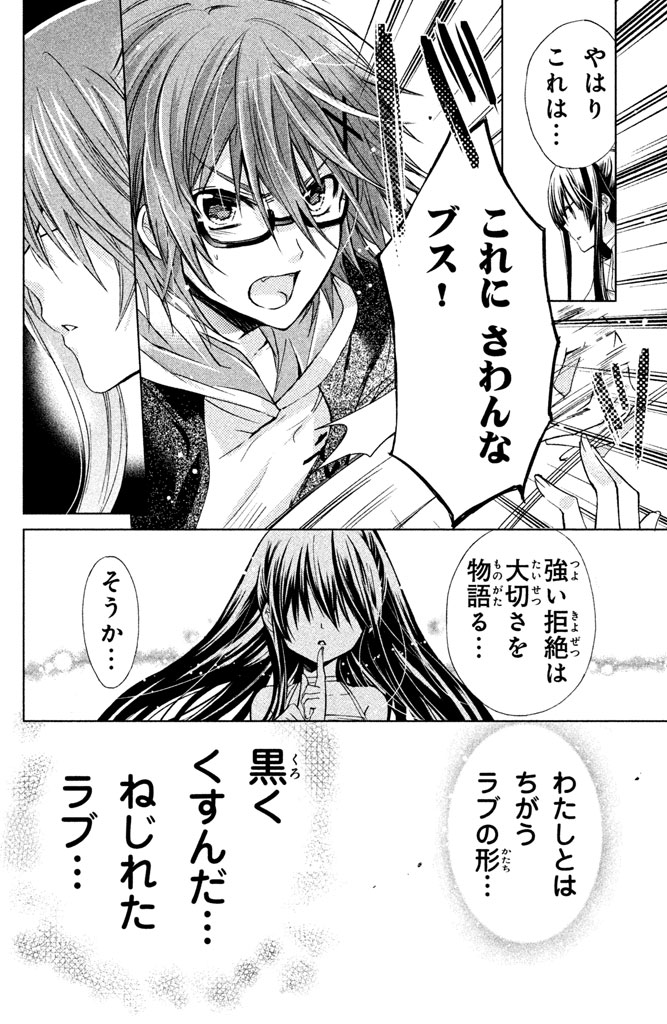 やはり
これは…
これに さわんな
ブス！
強い拒絶は
大切さを
物語る…
そうか…
わたしとは
ちがう
ラブの形…
黒く
くすんだ…
ねじれた
ラブ…